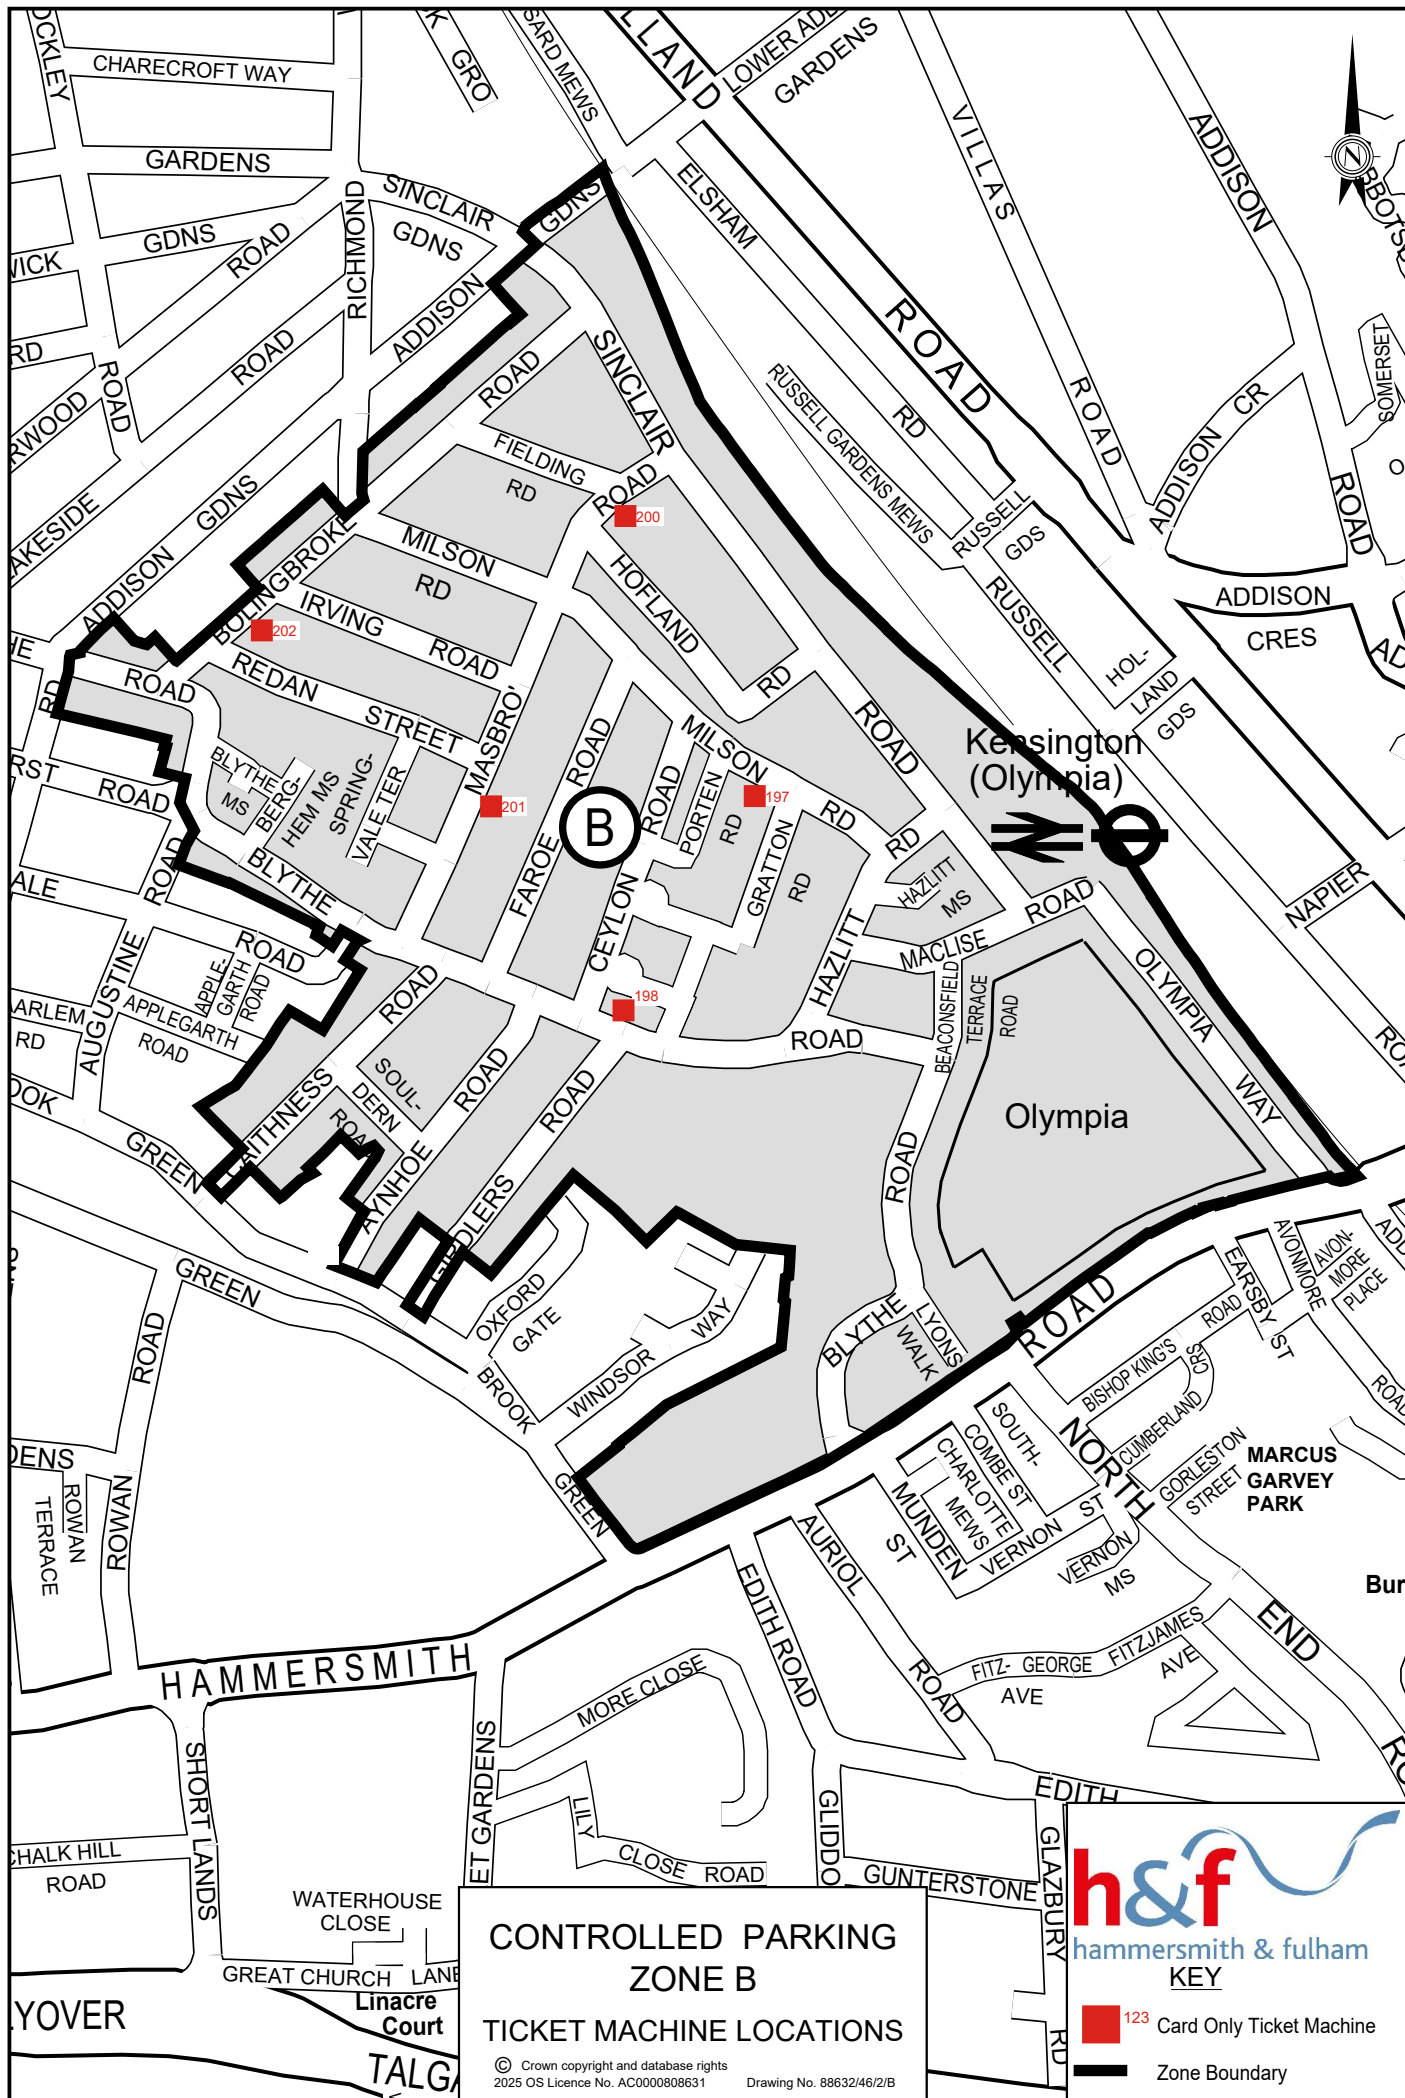 CHARECROFT WAY
GARDENS
SINCLAIR
GDNS
RICHMOND
GDNS
ROAD
ROAD
ROAD
ADDISON
GDNS
ADDISON
GDNS
SINCLAIR
ROAD
ROAD
FIELDING
RD
ROAD
200
GRO
LOWER
GARDENS
ELSHAM
RD
ROAD
VILLAS
ROAD
ADDISON
ROAD
ADDISON CR
SOMERSET
ADDISON
CRES
RUSSELL GARDENS MEWS
RUSSELL
GDS
RUSSELL
HOL-
LAND
GDS
NAPIER
BOLINGBROKE
202
MILSON
RD
IRVING
ROAD
REDAN
STREET
HOFLAND
RD
MILSON
RD
MASBRO'
201
FAROE
ROAD
CEYLON
ROAD
B
PORTEN
RD
197
GRATTON
RD
HAZLITT
RD
HAZLITT
MS
MACLISE
ROAD
ROAD
BLYTHE
MS
BERG-
HEM MS
SPRING-
VALE TER
BLYTHE
ROAD
198
ROAD
BEACONSFIELD
TERRACE
ROAD
Kensington
(Olympia)
OLYMPIA
WAY
Olympia
RD
ROAD
ROAD
AUGUSTINE
ROAD
APPLE-
GARTH
ROAD
APPLEGARTH
ROAD
RD
GREEN
CAITHNESS
ROAD
SOUL-
DERN
ROAD
AYNHOE
ROAD
GIRDLERS
ROAD
ROAD
BLYTHE
LYONS
WALK
OXFORD
GATE
WINDSOR
WAY
GREEN
BROOK
GREEN
ROAD
ROWAN
ROWAN
TERRACE
HAMMERSMITH
ROAD
NORTH
END
EARSBY ST
AVONMORE
AVON-
MORE
PLACE
ROAD
BISHOP KING'S
ROAD
CUMBERLAND
CRS
GORLESTON
STREET
MARCUS
GARVEY
PARK
SOUTH-
COMBE ST
CHARLOTTE
MEWS
MUNDEN
ST
VERNON
ST
VERNON
MS
AURIOL
ROAD
EDITH ROAD
FITZ-
GEORGE
AVE
FITZJAMES
AVE
EDITH
MORE CLOSE
LILY
CLOSE
ROAD
SHORT LANDS
ROAD
WATERHOUSE
CLOSE
GREAT CHURCH
LANE
Linacre
Court
GUNTERSTONE
GLAZBURY
RD
CONTROLLED PARKING
ZONE B
TICKET MACHINE LOCATIONS
© Crown copyright and database rights
2025 OS Licence No. AC0000808631
Drawing No. 88632/46/2/B
h&f
hammersmith & fulham
KEY
123
Card Only Ticket Machine
Zone Boundary
N